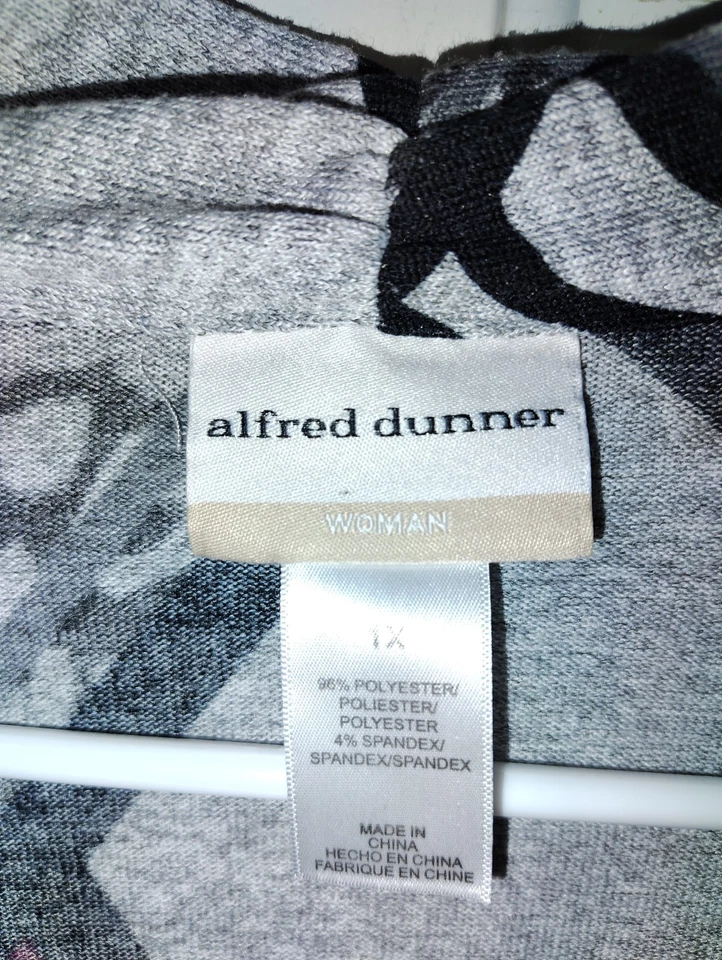 alfred dunner
WOMAN
1X
96% POLYESTER/
POLIESTER/
POLYESTER
4% SPANDEX/
SPANDEX/SPANDEX
MADE IN
CHINA
HECHO EN CHINA
FABRIQUE EN CHINE